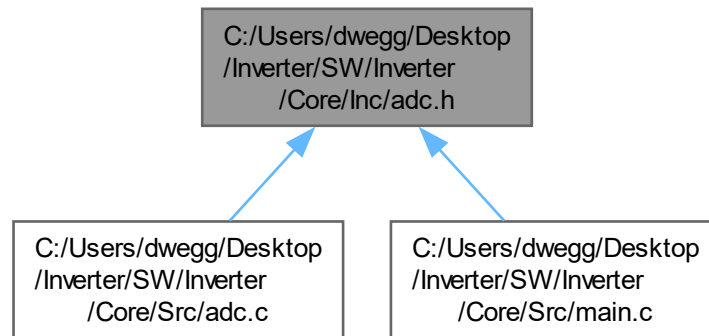 C:/Users/dwegg/Desktop
/Inverter/SW/Inverter
/Core/Inc/adc.h
C:/Users/dwegg/Desktop
/Inverter/SW/Inverter
/Core/Src/adc.c
C:/Users/dwegg/Desktop
/Inverter/SW/Inverter
/Core/Src/main.c